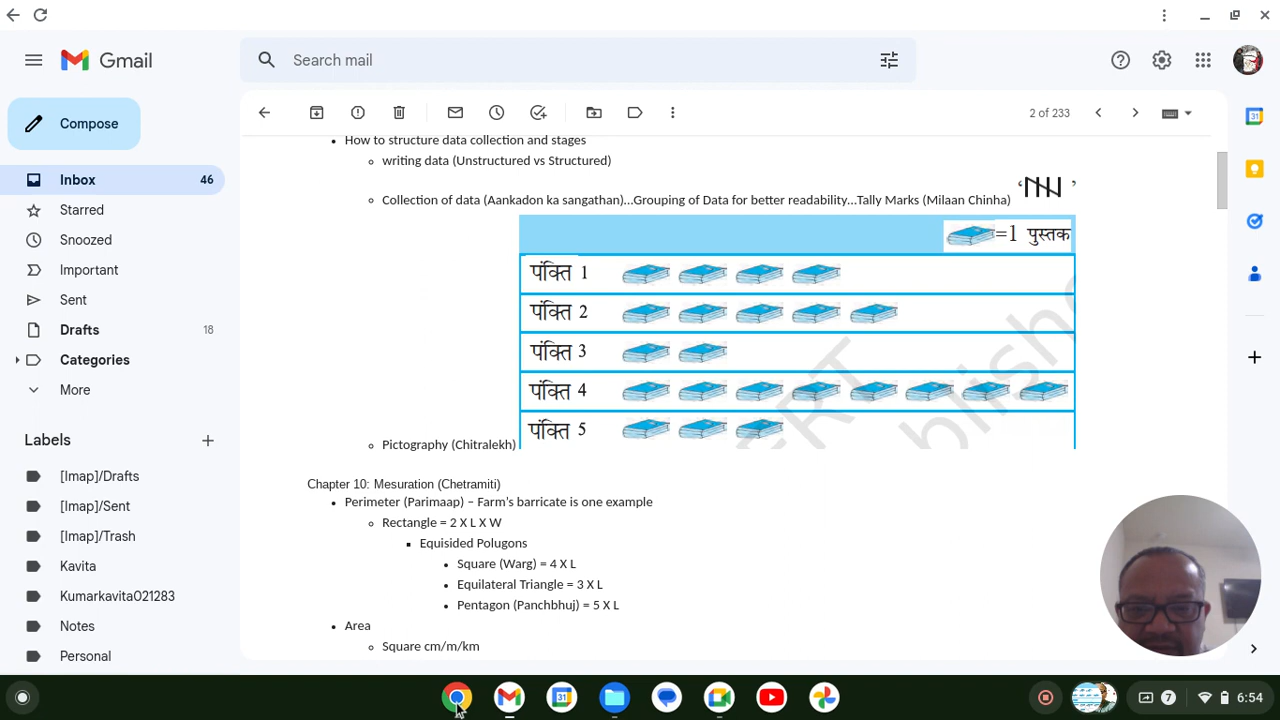 Gmail
Search mail
Compose
2 of 233
Inbox 46
Starred
Snoozed
Important
Sent
Drafts 18
Categories
More
Labels
[Imap]/Drafts
[Imap]/Sent
[Imap]/Trash
Kavita
Kumarkavita021283
Notes
Personal
• How to structure data collection and stages
writing data (Unstructured vs Structured)
Collection of data (Aankadon ka sangathan)...Grouping of Data for better readability...Tally Marks (Milaan Chinha)
=1 पुस्तक
पंक्ति 1
पंक्ति 2
पंक्ति 3
पंक्ति 4
पंक्ति 5
Pictography (Chitralekh)
Chapter 10: Mesuration (Chetramiti)
• Perimeter (Parimaap) – Farm's barricate is one example
Rectangle = 2 X L X W
Equisided Polugons
• Square (Warg) = 4 X L
• Equilateral Triangle = 3 X L
• Pentagon (Panchbhuj) = 5 X L
• Area
Square cm/m/km
31
31
7
6:54